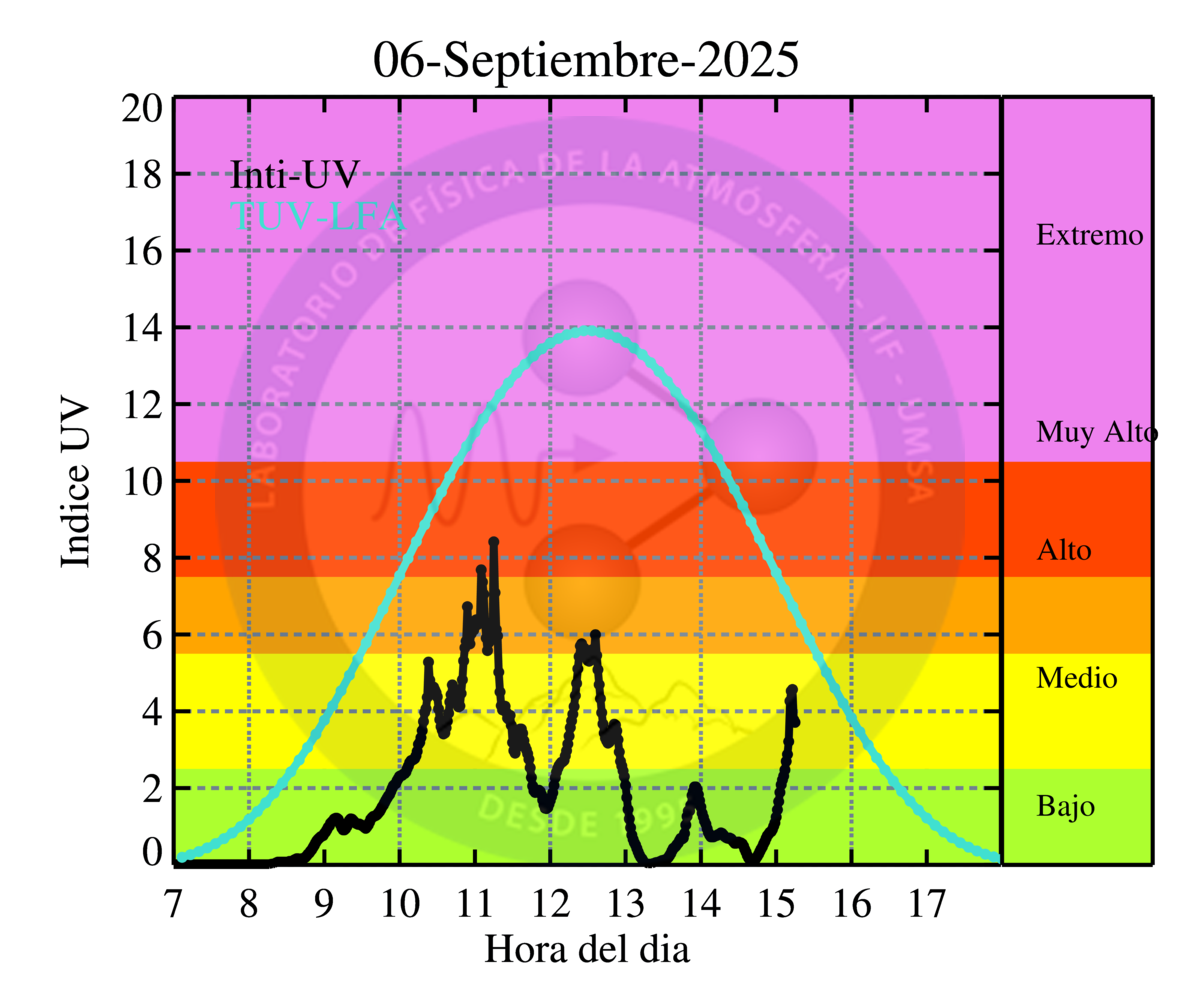 06-Septiembre-2025
Inti-UV
TUV-LFA
Indice UV
20
18
16
14
12
10
8
6
4
2
0
7 8 9 10 11 12 13 14 15 16 17
Hora del dia
Extremo
Muy Alto
Alto
Medio
Bajo
LABORATORIO DE FÍSICA DE LA ATMÓSFERA - IIF - UMSA
DESDE